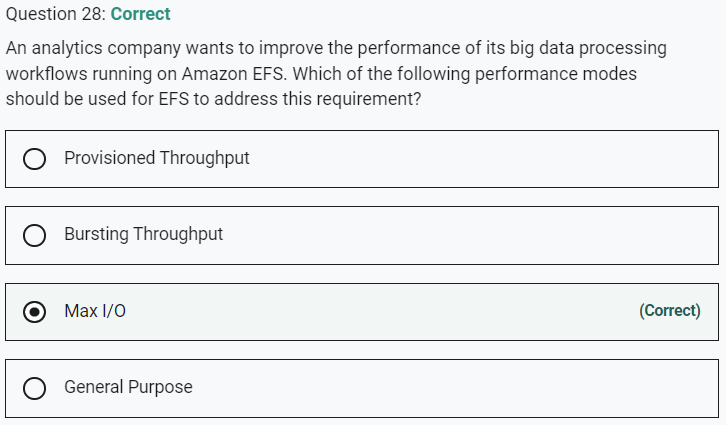 Question 28: Correct
An analytics company wants to improve the performance of its big data processing
workflows running on Amazon EFS. Which of the following performance modes
should be used for EFS to address this requirement?
Provisioned Throughput
Bursting Throughput
Max I/O (Correct)
General Purpose